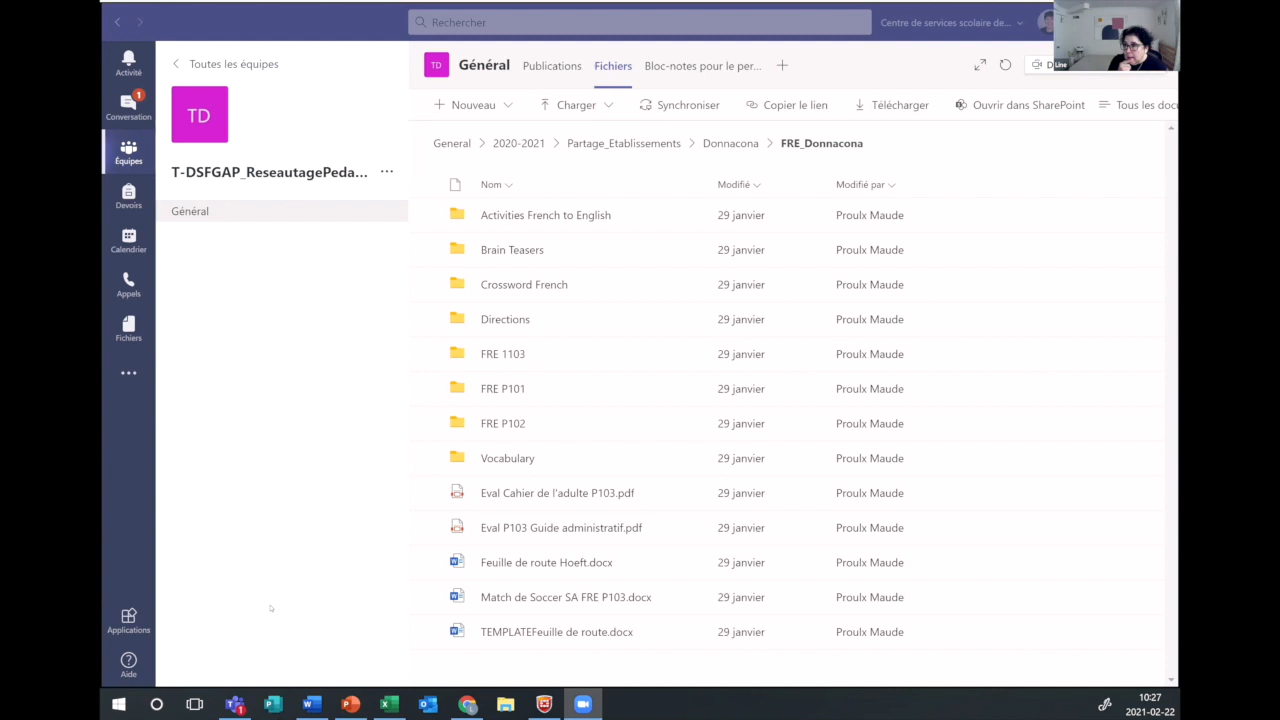 Rechercher
Centre de services scolaire de...
Line
Activité
1
Conversation
Équipes
Devoirs
Calendrier
Appels
Fichiers
Applications
Aide
Toutes les équipes
TD
T-DSFGAP_ReseautagePeda...
Général
TD Général Publications Fichiers Bloc-notes pour le per...
Nouveau Charger Synchroniser Copier le lien Télécharger Ouvrir dans SharePoint Tous les docu
General > 2020-2021 > Partage_Etablissements > Donnacona > FRE_Donnacona
Nom Modifié Modifié par
Activities French to English 29 janvier Proulx Maude
Brain Teasers 29 janvier Proulx Maude
Crossword French 29 janvier Proulx Maude
Directions 29 janvier Proulx Maude
FRE 1103 29 janvier Proulx Maude
FRE P101 29 janvier Proulx Maude
FRE P102 29 janvier Proulx Maude
Vocabulary 29 janvier Proulx Maude
Eval Cahier de l'adulte P103.pdf 29 janvier Proulx Maude
Eval P103 Guide administratif.pdf 29 janvier Proulx Maude
Feuille de route Hoeft.docx 29 janvier Proulx Maude
Match de Soccer SA FRE P103.docx 29 janvier Proulx Maude
TEMPLATEFeuille de route.docx 29 janvier Proulx Maude
10:27
2021-02-22